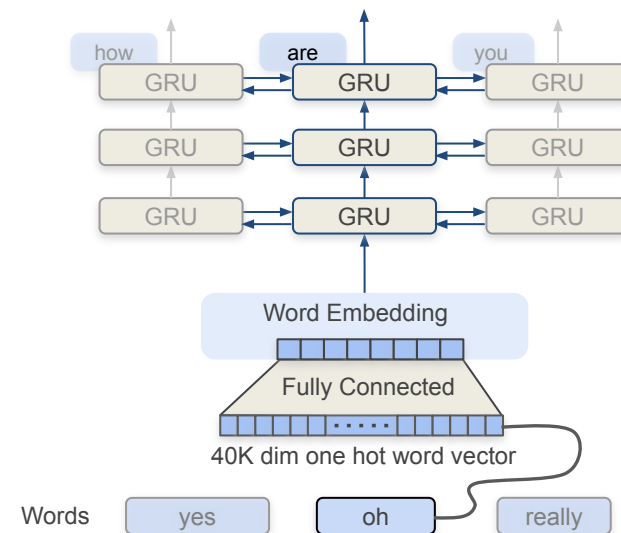 how are you
GRU GRU GRU
GRU GRU GRU
GRU GRU GRU
Word Embedding
Fully Connected
40K dim one hot word vector
Words yes oh really